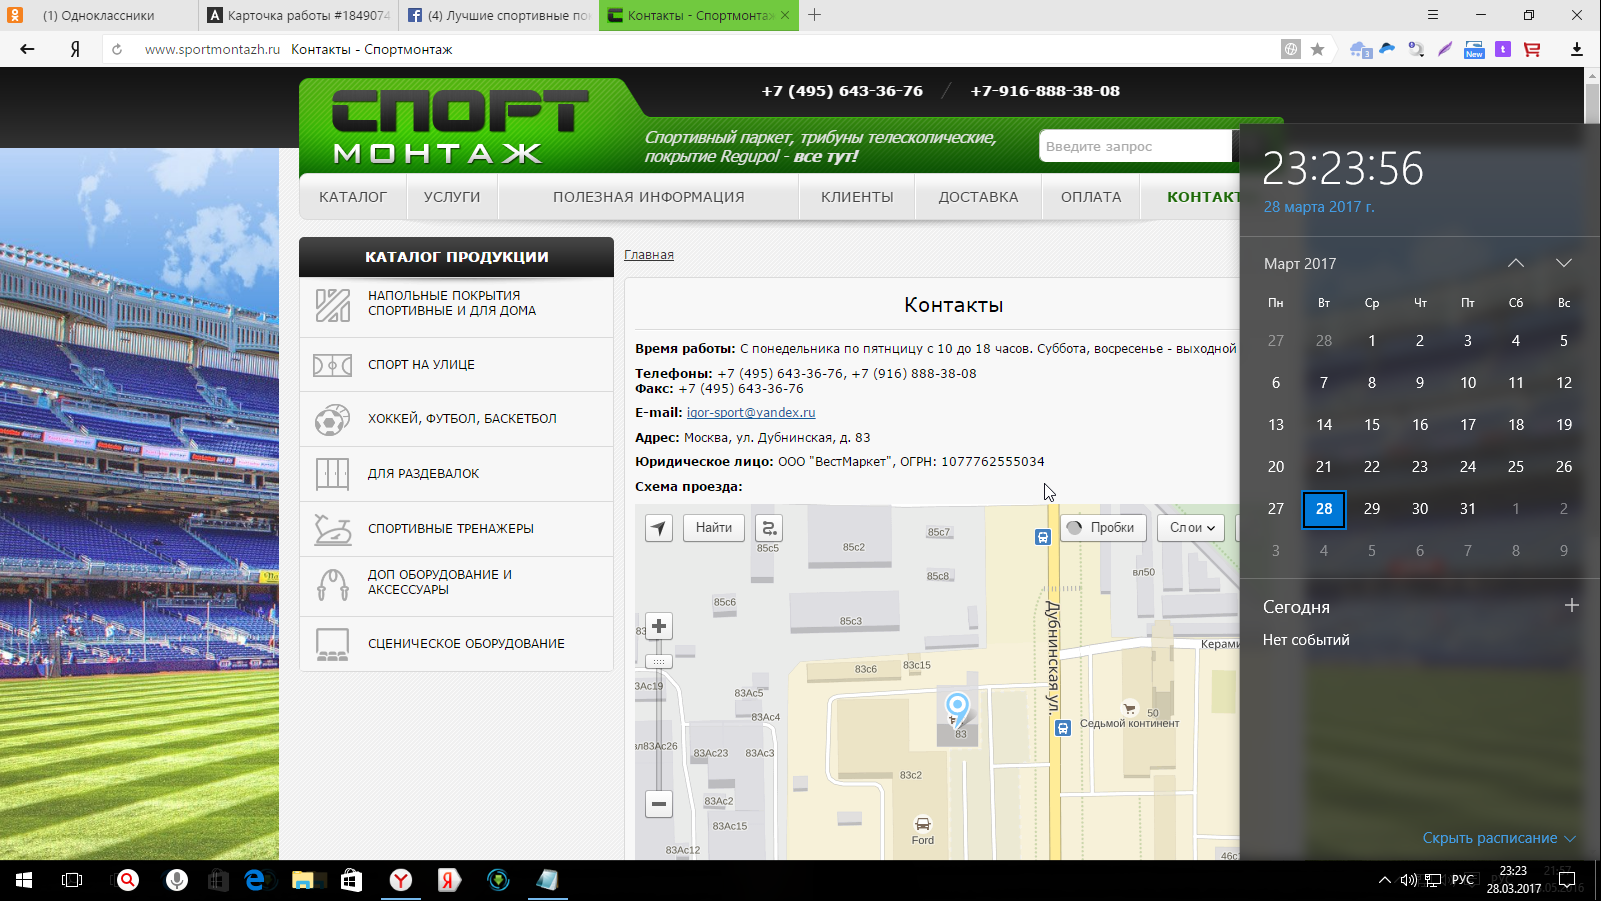 (1) Одноклассники
Карточка работы #1849074
(4) Лучшие спортивные по
Контакты - Спортмонтаж
www.sportmontazh.ru Контакты - Спортмонтаж
3
New
t
СПОРТ
МОНТАЖ
+7 (495) 643-36-76 / +7-916-888-38-08
Спортивный паркет, трибуны телескопические,
покрытие Regupol - все тут!
Введите запрос
КАТАЛОГ
УСЛУГИ
ПОЛЕЗНАЯ ИНФОРМАЦИЯ
КЛИЕНТЫ
ДОСТАВКА
ОПЛАТА
КОНТАКТ
КАТАЛОГ ПРОДУКЦИИ
НАПОЛЬНЫЕ ПОКРЫТИЯ
СПОРТИВНЫЕ И ДЛЯ ДОМА
СПОРТ НА УЛИЦЕ
ХОККЕЙ, ФУТБОЛ, БАСКЕТБОЛ
ДЛЯ РАЗДЕВАЛОК
СПОРТИВНЫЕ ТРЕНАЖЕРЫ
ДОП ОБОРУДОВАНИЕ И
АКСЕССУАРЫ
СЦЕНИЧЕСКОЕ ОБОРУДОВАНИЕ
Главная
Контакты
Время работы: С понедельника по пятнцицу с 10 до 18 часов. Суббота, восресенье - выходной
Телефоны: +7 (495) 643-36-76, +7 (916) 888-38-08
Факс: +7 (495) 643-36-76
E-mail: igor-sport@yandex.ru
Адрес: Москва, ул. Дубнинская, д. 83
Юридическое лицо: ООО "ВестМаркет", ОГРН: 1077762555034
Схема проезда:
Найти
Пробки
Слои
85с5
85с2
85с7
85с8
вл50
85с6
85с3
Дубнинская ул.
Керами
83с6
83с15
83Ас19
83Ас5
83Ас4
83
50
Седьмой континент
вл83Ас26
83Ас23
83Ас3
83с2
83Ас2
83Ас15
Ford
83Ас12
46с
23:23:56
28 марта 2017 г.
Март 2017
Пн Вт Ср Чт Пт Сб Вс
27 28 1 2 3 4 5
6 7 8 9 10 11 12
13 14 15 16 17 18 19
20 21 22 23 24 25 26
27 28 29 30 31 1 2
3 4 5 6 7 8 9
Сегодня
Нет событий
Скрыть расписание
РУС
23:23
28.03.2017